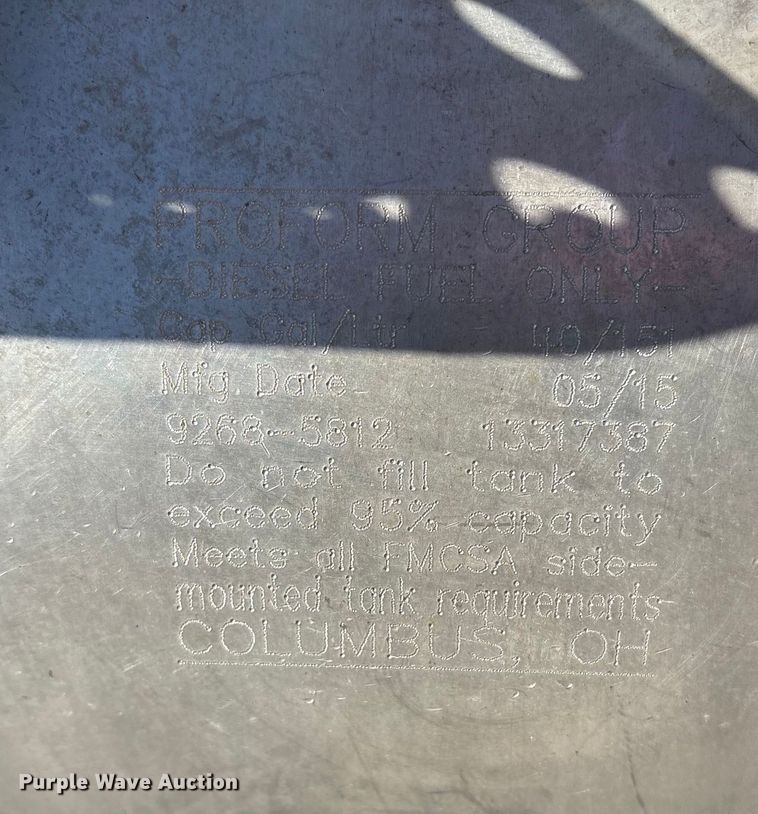 PROFORM GROUP
-DIESEL FUEL ONLY-
Cap Gal/Ltr 40/151
Mfg. Date 05/15
9268-5812 13317387
Do not fill tank to
exceed 95% capacity
Meets all FMCSA side-
mounted tank requirements
COLUMBUS, OH
Purple Wave Auction